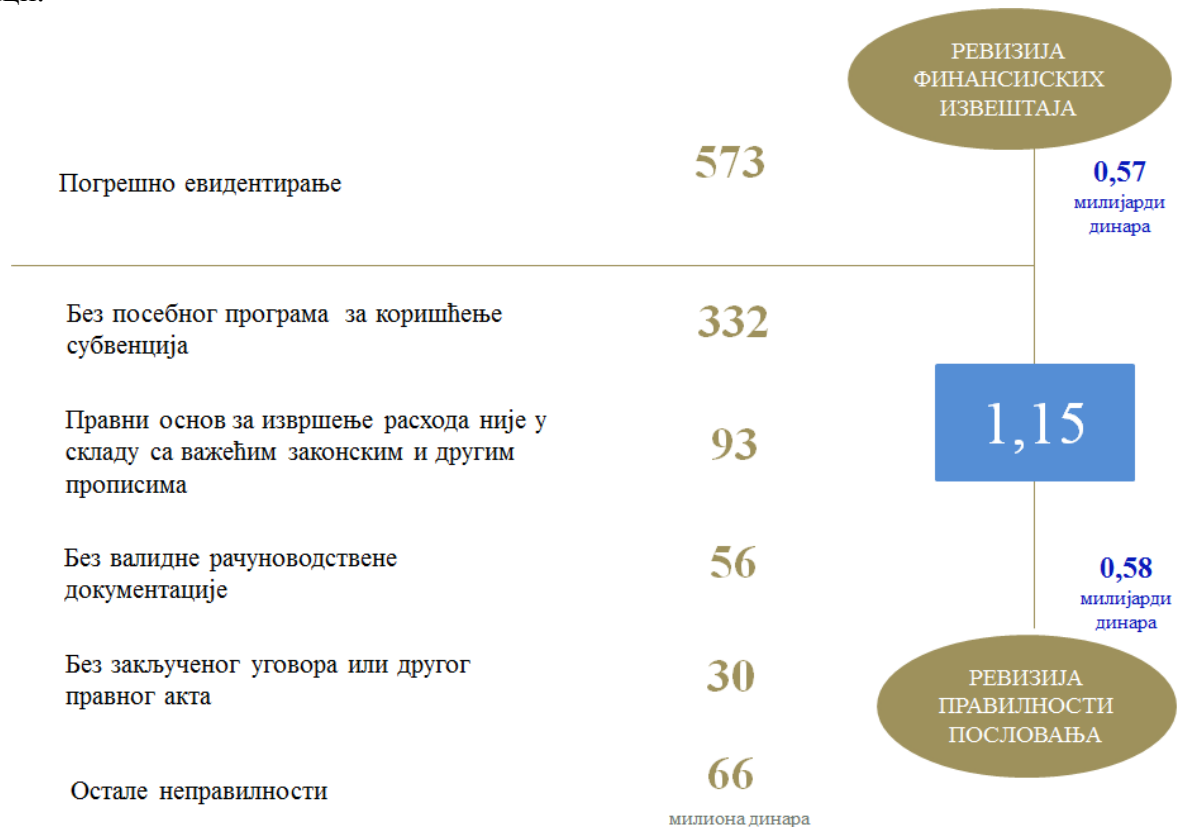 РЕВИЗИЈА
ФИНАНСИЈСКИХ
ИЗВЕШТАЈА
Погрешно евидентирање
573
0,57
милијарди
динара
Без посебног програма за коришћење
субвенција
332
Правни основ за извршење расхода није у
складу са важећим законским и другим
прописима
93
1,15
Без валидне рачуноводствене
документације
56
0,58
милијарди
динара
Без закљученог уговора или другог
правног акта
30
РЕВИЗИЈА
ПРАВИЛНОСТИ
ПОСЛОВАЊА
Остале неправилности
66
милиона динара